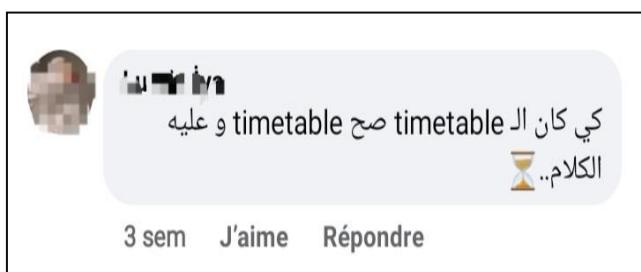 كي كان الـ timetable صح timetable و عليه
الكلام..⏳
3 sem J'aime Répondre